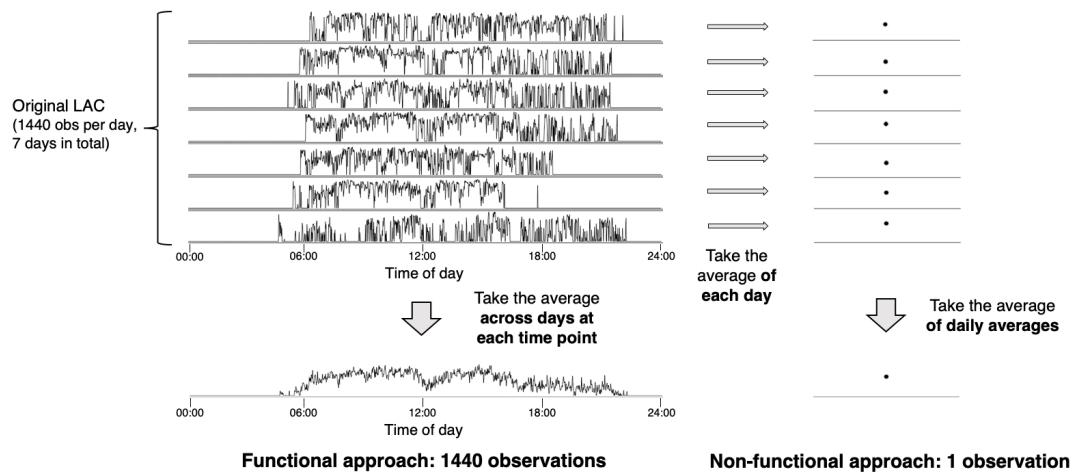 Original LAC
(1440 obs per day,
7 days in total)
00:00 06:00 12:00 18:00 24:00
Time of day
Take the
average of
each day
Take the average
across days at
each time point
Take the average
of daily averages
00:00 06:00 12:00 18:00 24:00
Time of day
Functional approach: 1440 observations
Non-functional approach: 1 observation